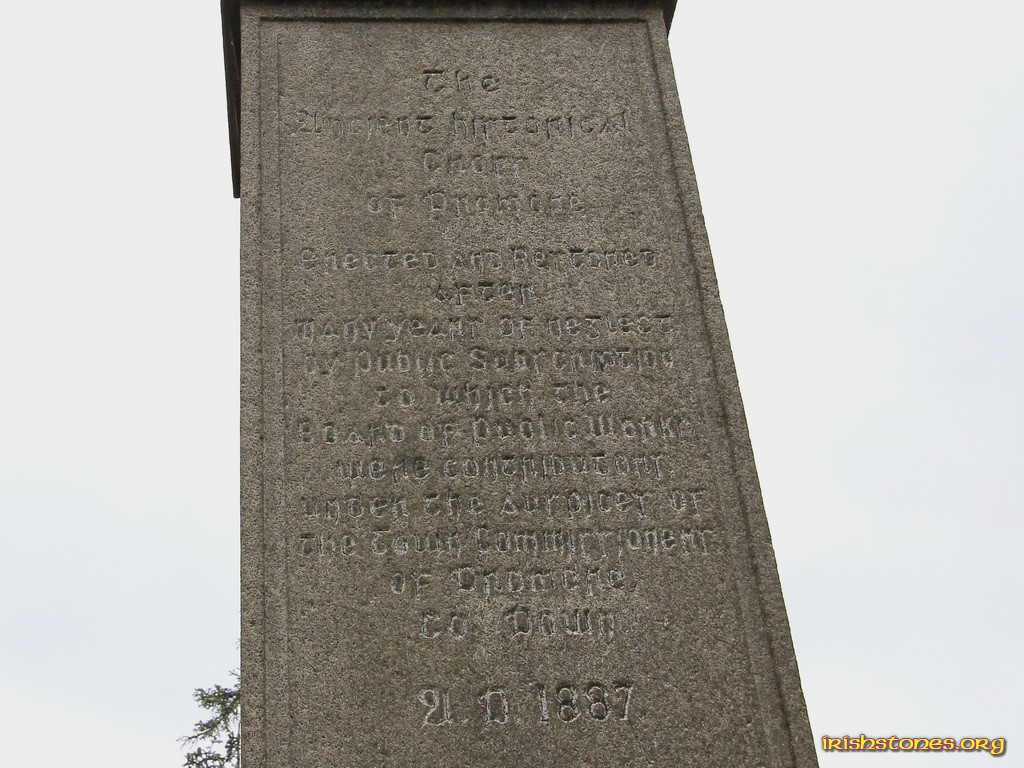 The
Ancient historical
Cross
of Dromore
Erected and Restored
after
many years of neglect
by public Subscription
to which the
Board of Public Works
were contributors
under the auspices of
the Town Commissioners
of Dromore
co. Down
A. D. 1887
irishstones.org